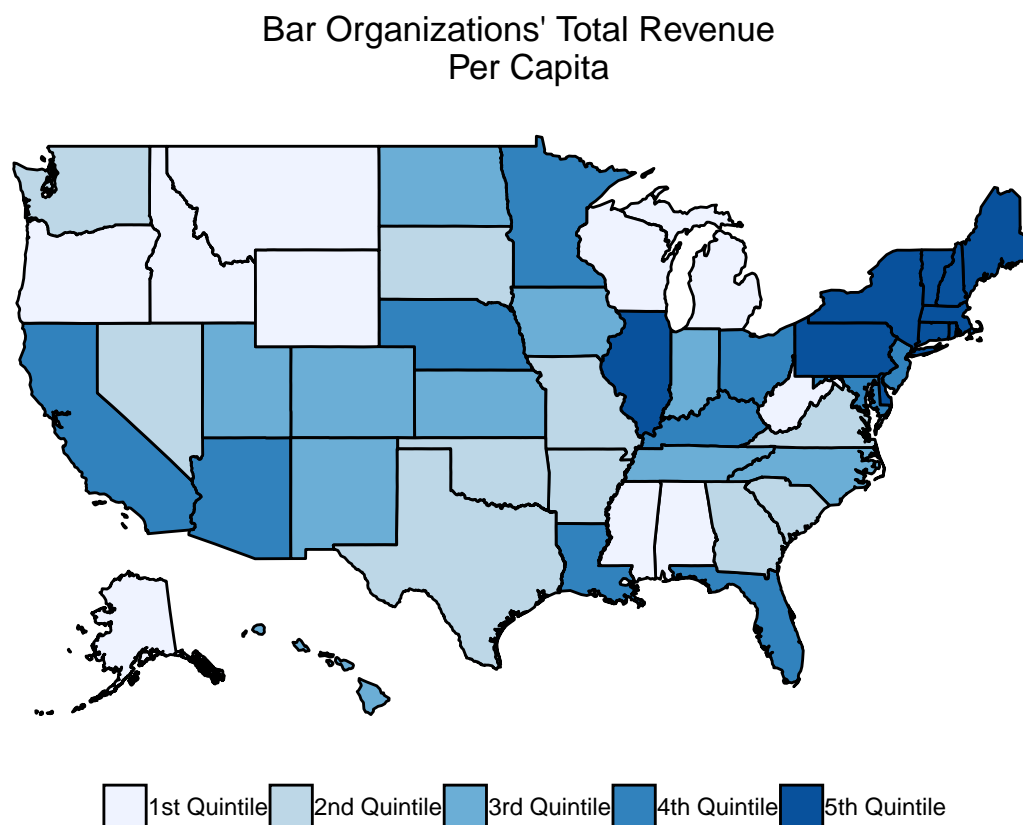 Bar Organizations' Total Revenue
Per Capita
1st Quintile 2nd Quintile 3rd Quintile 4th Quintile 5th Quintile